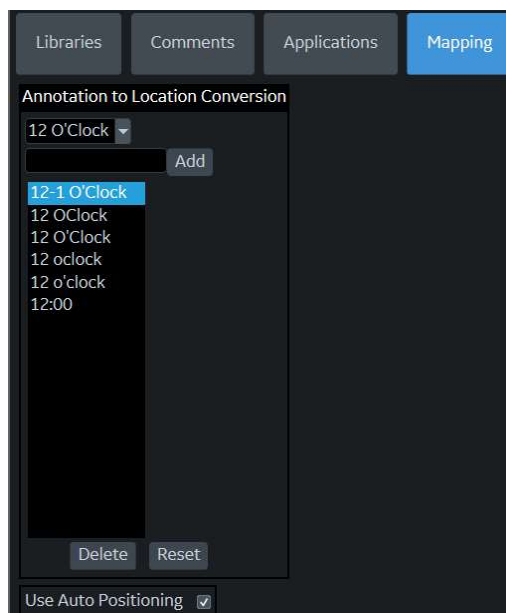 Libraries Comments Applications Mapping
Annotation to Location Conversion
12 O'Clock
Add
12-1 O'Clock
12 OClock
12 O'Clock
12 oclock
12 o'clock
12:00
Delete Reset
Use Auto Positioning